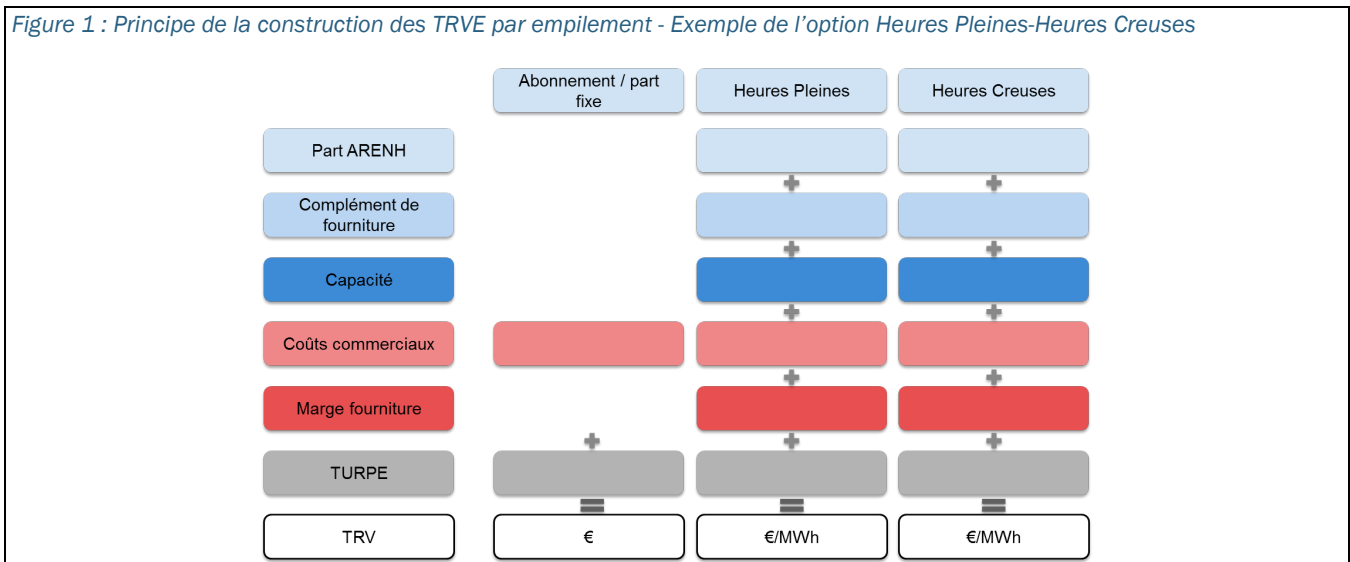 Figure 1 : Principe de la construction des TRVE par empilement - Exemple de l'option Heures Pleines-Heures Creuses
Abonnement / part
fixe
Heures Pleines
Heures Creuses
Part ARENH
+
+
Complément de
fourniture
+
+
Capacité
+
+
Coûts commerciaux
+
+
Marge fourniture
+
+
+
TURPE
=
=
=
TRV
€
€/MWh
€/MWh